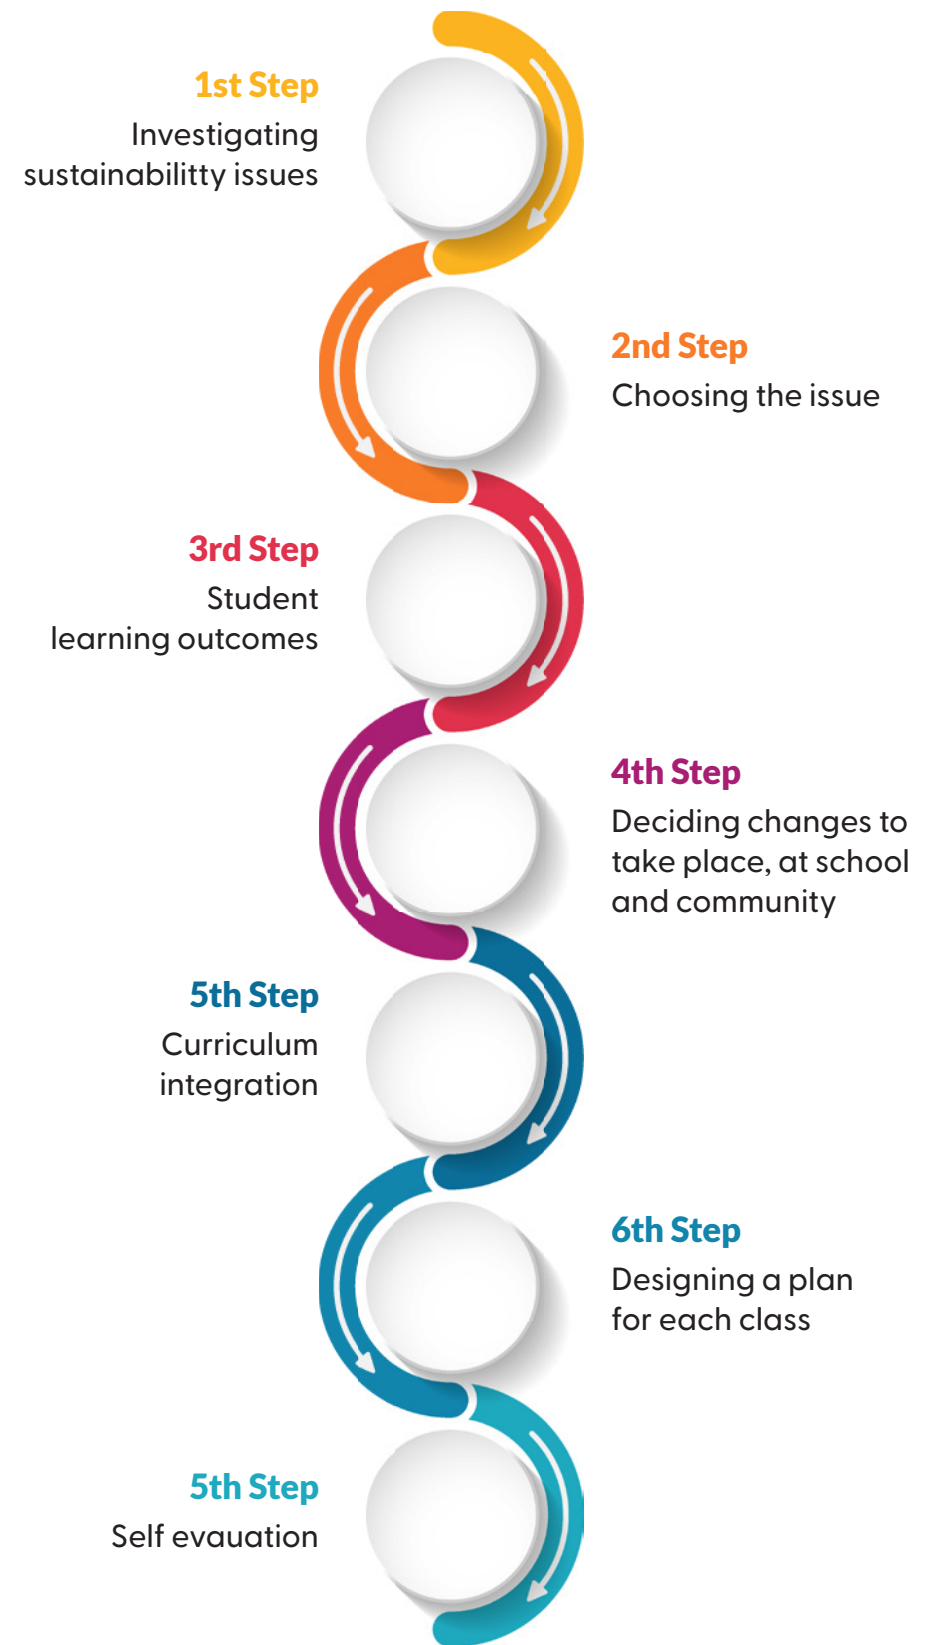 1st Step
Investigating
sustainabilitty issues
2nd Step
Choosing the issue
3rd Step
Student
learning outcomes
4th Step
Deciding changes to
take place, at school
and community
5th Step
Curriculum
integration
6th Step
Designing a plan
for each class
5th Step
Self evauation